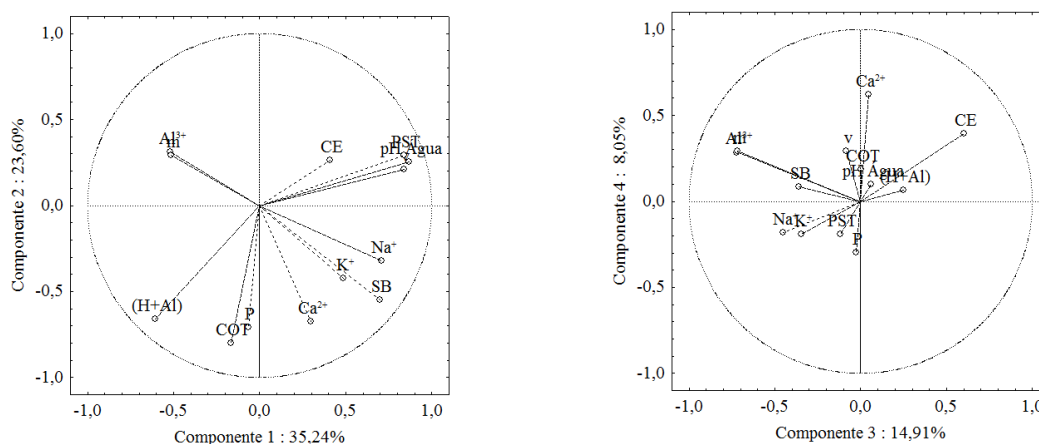 1,0
0,5
0,0
-0,5
-1,0
Componente 2 : 23,60%
Al³⁺
m
CE
PST
pH Agua
Na⁺
K⁺
SB
Ca²⁺
(H+Al)
P
COT
-1,0 -0,5 0,0 0,5 1,0
Componente 1 : 35,24%
1,0
0,5
0,0
-0,5
-1,0
Componente 4 : 8,05%
Ca²⁺
CE
v
COT
pH Agua
(H+Al)
SB
Na⁺
K⁺
PST
P
-1,0 -0,5 0,0 0,5 1,0
Componente 3 : 14,91%